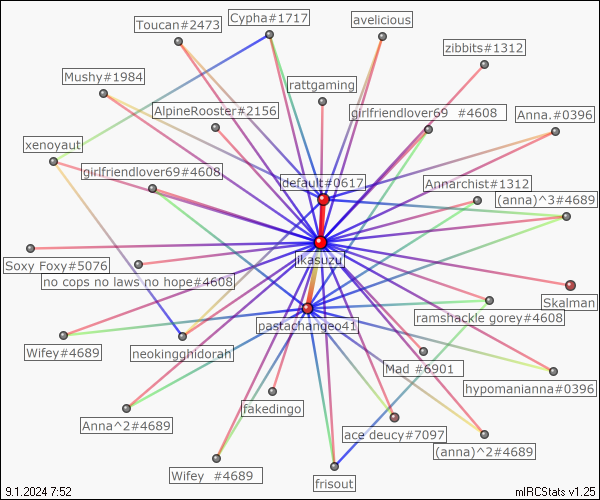 Cypha#1717
avelicious
Toucan#2473
zibbits#1312
Mushy#1984
rattgaming
AlpineRooster#2156
girlfriendlover69 #4608
Anna.#0396
xenoyaut
girlfriendlover69#4608
default#0617
Annarchist#1312
(anna)^3#4689
ikasuzu
Soxy Foxy#5076
no cops no laws no hope#4608
Skalman
ramshackle gorey#4608
pastachangeo41
Wifey#4689
neokingghidorah
Mad #6901
hypomanianna#0396
fakedingo
Anna^2#4689
ace deucy#7097
(anna)^2#4689
Wifey #4689
frisout
9.1.2024 7:52
mIRCStats v1.25